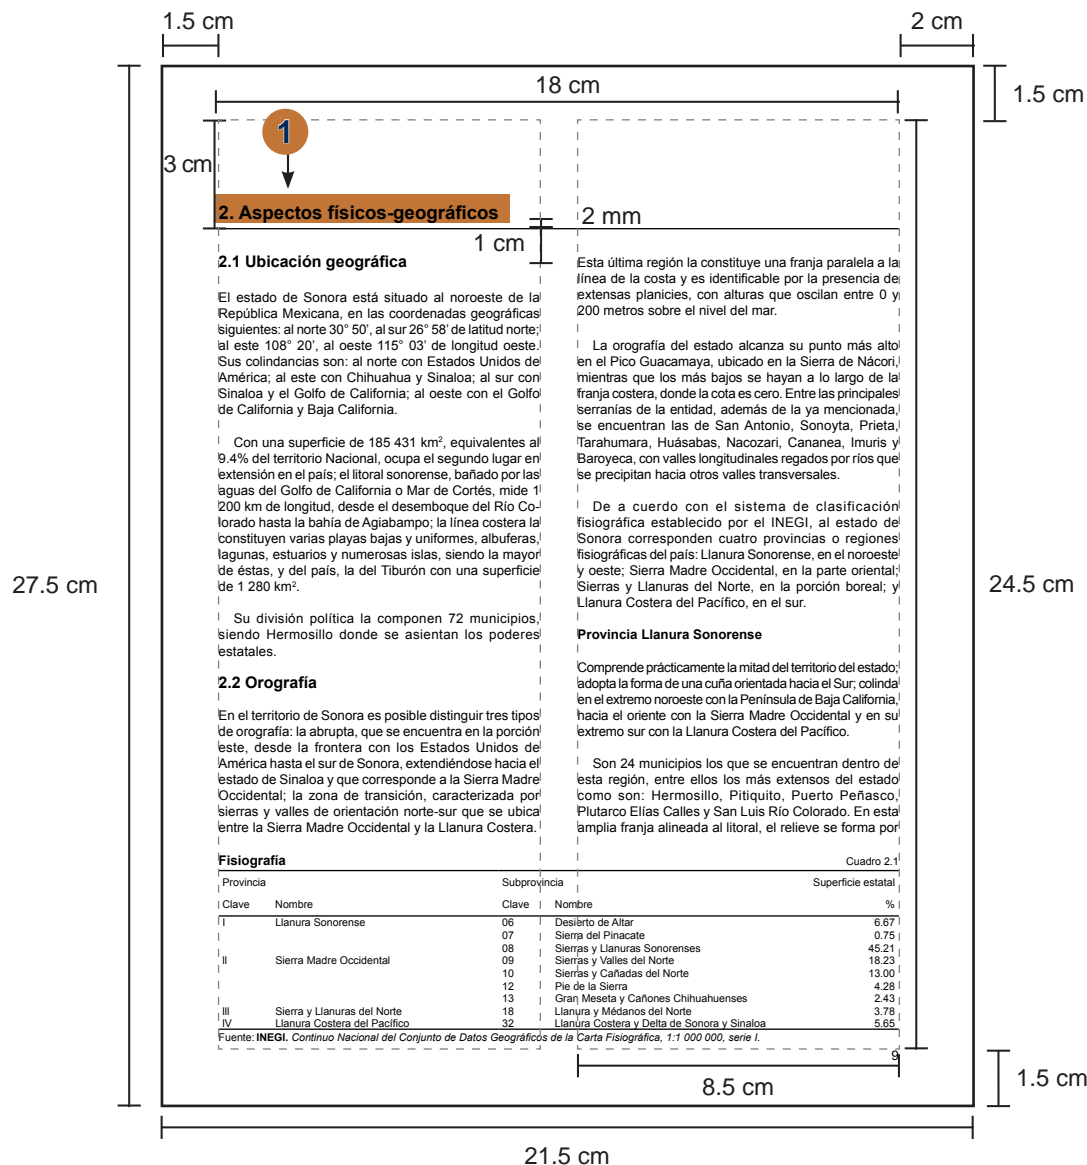 1.5 cm
2 cm
18 cm
1.5 cm
1
3 cm
2. Aspectos físicos-geográficos
2 mm
1 cm
2.1 Ubicación geográfica
El estado de Sonora está situado al noroeste de la
República Mexicana, en las coordenadas geográficas
siguientes: al norte 30° 50’, al sur 26° 58’ de latitud norte;
al este 108° 20’, al oeste 115° 03’ de longitud oeste.
Sus colindancias son: al norte con Estados Unidos de
América; al este con Chihuahua y Sinaloa; al sur con
Sinaloa y el Golfo de California; al oeste con el Golfo
de California y Baja California.
Con una superficie de 185 431 km², equivalentes al
9.4% del territorio Nacional, ocupa el segundo lugar en
extensión en el país; el litoral sonorense, bañado por las
aguas del Golfo de California o Mar de Cortés, mide 1
200 km de longitud, desde el desemboque del Río Co-
lorado hasta la bahía de Agiabampo; la línea costera la
constituyen varias playas bajas y uniformes, albuferas,
lagunas, estuarios y numerosas islas, siendo la mayor
de éstas, y del país, la del Tiburón con una superficie
de 1 280 km².
Su división política la componen 72 municipios,
siendo Hermosillo donde se asientan los poderes
estatales.
2.2 Orografía
En el territorio de Sonora es posible distinguir tres tipos
de orografía: la abrupta, que se encuentra en la porción
este, desde la frontera con los Estados Unidos de
América hasta el sur de Sonora, extendiéndose hacia el
estado de Sinaloa y que corresponde a la Sierra Madre
Occidental; la zona de transición, caracterizada por
sierras y valles de orientación norte-sur que se ubica
entre la Sierra Madre Occidental y la Llanura Costera.
Esta última región la constituye una franja paralela a la
línea de la costa y es identificable por la presencia de
extensas planicies, con alturas que oscilan entre 0 y
200 metros sobre el nivel del mar.
La orografía del estado alcanza su punto más alto
en el Pico Guacamaya, ubicado en la Sierra de Nácori,
mientras que los más bajos se hayan a lo largo de la
franja costera, donde la cota es cero. Entre las principales
serranías de la entidad, además de la ya mencionada,
se encuentran las de San Antonio, Sonoyta, Prieta,
Tarahumara, Huásabas, Nacozari, Cananea, Imuris y
Baroyeca, con valles longitudinales regados por ríos que
se precipitan hacia otros valles transversales.
De a cuerdo con el sistema de clasificación
fisiográfica establecido por el INEGI, al estado de
Sonora corresponden cuatro provincias o regiones
fisiográficas del país: Llanura Sonorense, en el noroeste
y oeste; Sierra Madre Occidental, en la parte oriental;
Sierras y Llanuras del Norte, en la porción boreal; y
Llanura Costera del Pacífico, en el sur.
Provincia Llanura Sonorense
Comprende prácticamente la mitad del territorio del estado;
adopta la forma de una cuña orientada hacia el Sur; colinda
en el extremo noroeste con la Península de Baja California,
hacia el oriente con la Sierra Madre Occidental y en su
extremo sur con la Llanura Costera del Pacífico.
Son 24 municipios los que se encuentran dentro de
esta región, entre ellos los más extensos del estado
como son: Hermosillo, Pitiquito, Puerto Peñasco,
Plutarco Elías Calles y San Luis Río Colorado. En esta
amplia franja alineada al litoral, el relieve se forma por
27.5 cm
24.5 cm
Fisiografía Cuadro 2.1
Provincia Subprovincia Superficie estatal
Clave Nombre Clave Nombre %
I Llanura Sonorense 06 Desierto de Altar 6.67
07 Sierra del Pinacate 0.75
08 Sierras y Llanuras Sonorenses 45.21
II Sierra Madre Occidental 09 Sierras y Valles del Norte 18.23
10 Sierras y Cañadas del Norte 13.00
12 Pie de la Sierra 4.28
13 Gran Meseta y Cañones Chihuahuenses 2.43
III Sierra y Llanuras del Norte 18 Llanura y Médanos del Norte 3.78
IV Llanura Costera del Pacífico 32 Llanura Costera y Delta de Sonora y Sinaloa 5.65
Fuente: INEGI. Continuo Nacional del Conjunto de Datos Geográficos de la Carta Fisiográfica, 1:1 000 000, serie I.
9
8.5 cm
1.5 cm
21.5 cm